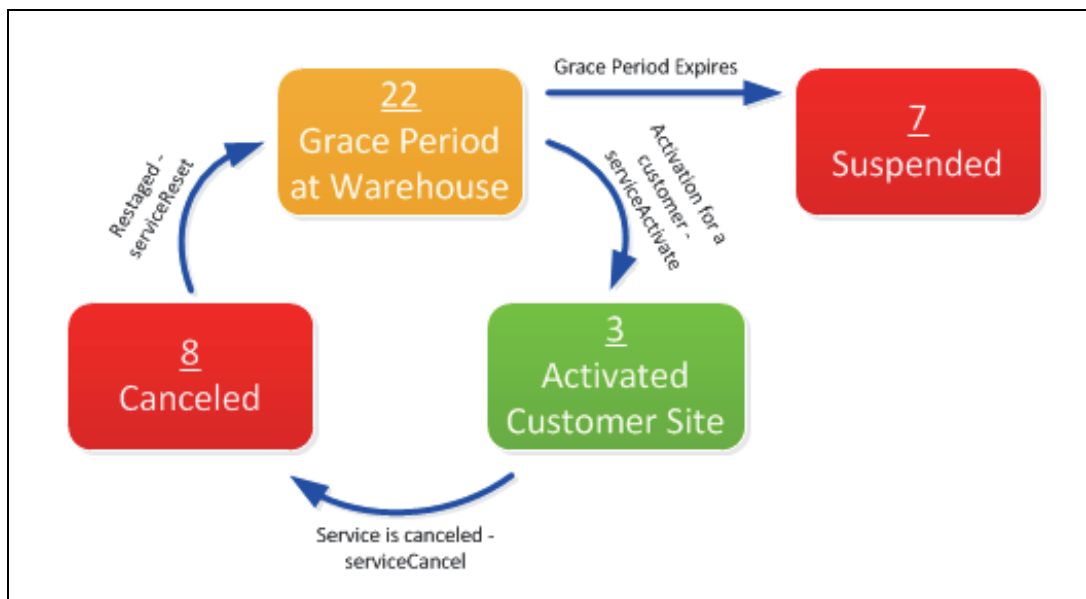 Grace Period Expires
22
Grace Period
at Warehouse
7
Suspended
Activation for a
customer -
serviceActivate
Restaged -
serviceReset
3
Activated
Customer Site
8
Canceled
Service is canceled -
serviceCancel